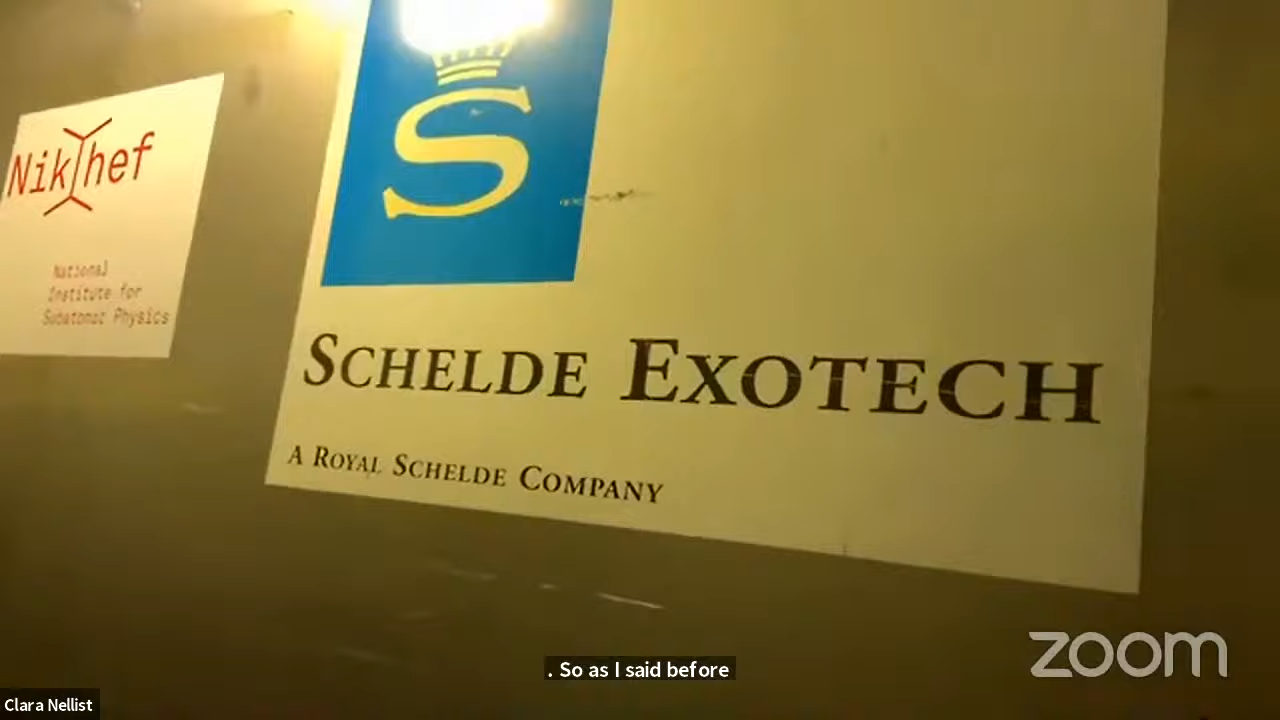 Nikhef
National
Institute for
Subatomic Physics
S
SCHELDE EXOTECH
A ROYAL SCHELDE COMPANY
. So as I said before
zoom
Clara Nellist